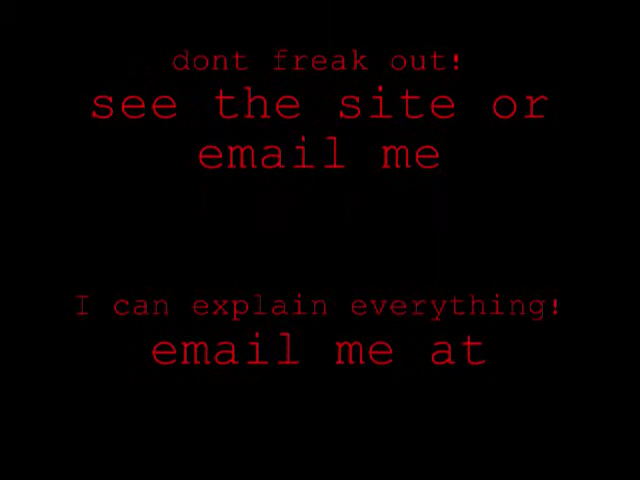 dont freak out!
see the site or
email me
I can explain everything!
email me at